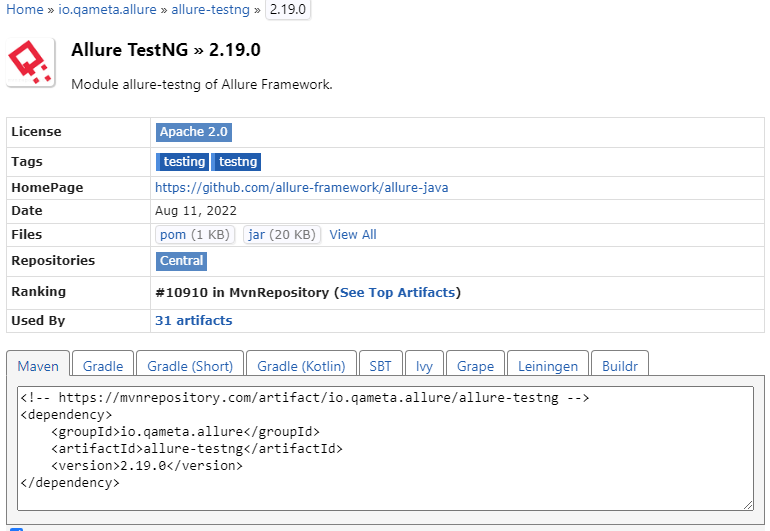 Home » io.qameta.allure » allure-testng » 2.19.0
Allure TestNG » 2.19.0
Module allure-testng of Allure Framework.
License Apache 2.0
Tags testing testng
HomePage https://github.com/allure-framework/allure-java
Date Aug 11, 2022
Files pom (1 KB) jar (20 KB) View All
Repositories Central
Ranking #10910 in MvnRepository (See Top Artifacts)
Used By 31 artifacts
Maven Gradle Gradle (Short) Gradle (Kotlin) SBT Ivy Grape Leiningen Buildr
<!-- https://mvnrepository.com/artifact/io.qameta.allure/allure-testng -->
<dependency>
    <groupId>io.qameta.allure</groupId>
    <artifactId>allure-testng</artifactId>
    <version>2.19.0</version>
</dependency>